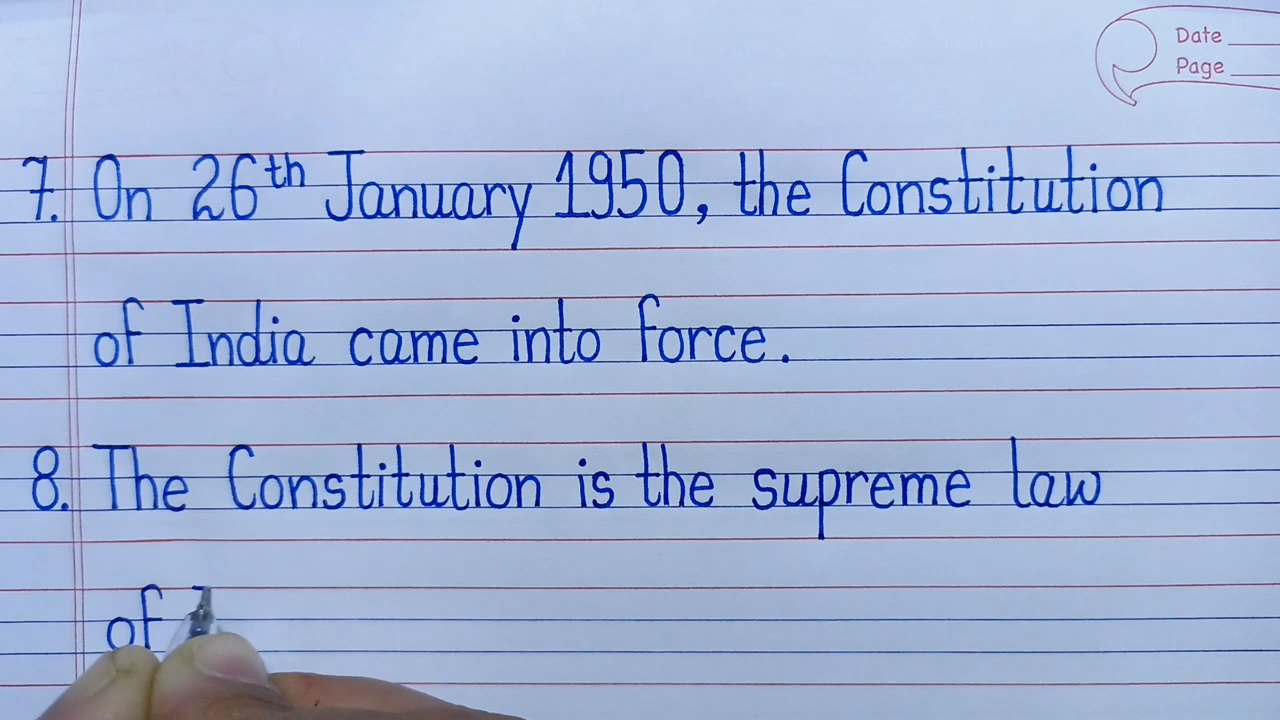 Date
Page
7. On 26th January 1950, the Constitution
of India came into force.
8. The Constitution is the supreme law
of